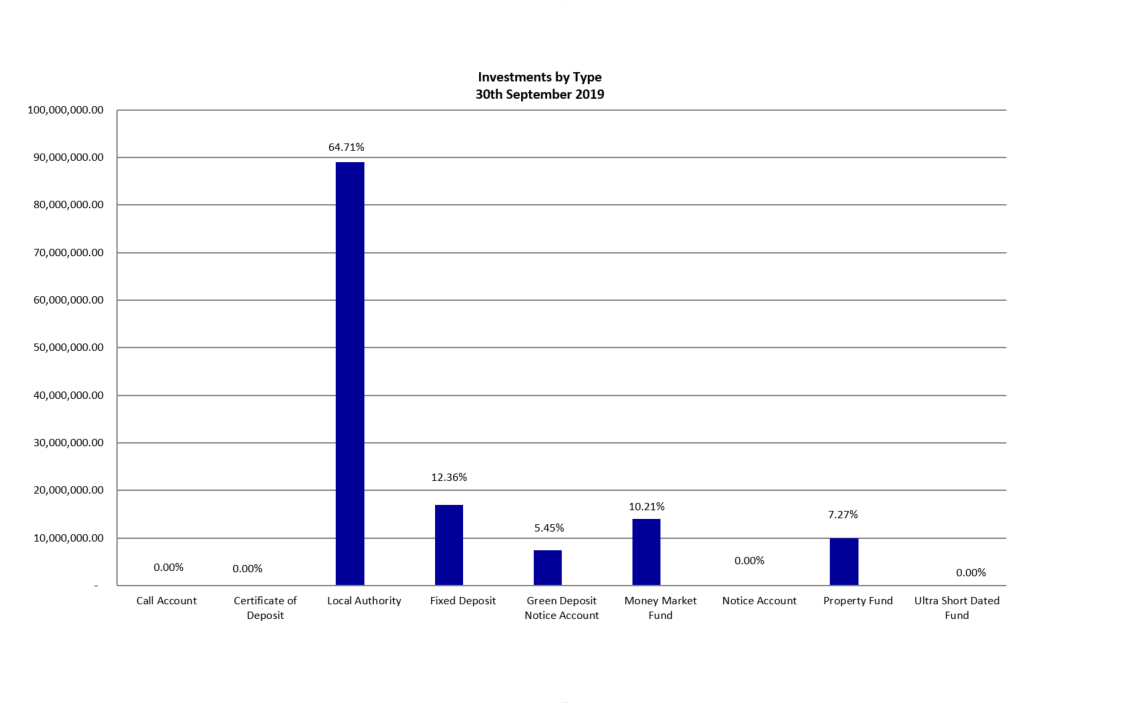 Investments by Type
30th September 2019
100,000,000.00
90,000,000.00
80,000,000.00
70,000,000.00
60,000,000.00
50,000,000.00
40,000,000.00
30,000,000.00
20,000,000.00
10,000,000.00
-
64.71%
12.36%
10.21%
7.27%
5.45%
0.00%
0.00%
0.00%
0.00%
Call Account
Certificate of
Deposit
Local Authority
Fixed Deposit
Green Deposit
Notice Account
Money Market
Fund
Notice Account
Property Fund
Ultra Short Dated
Fund